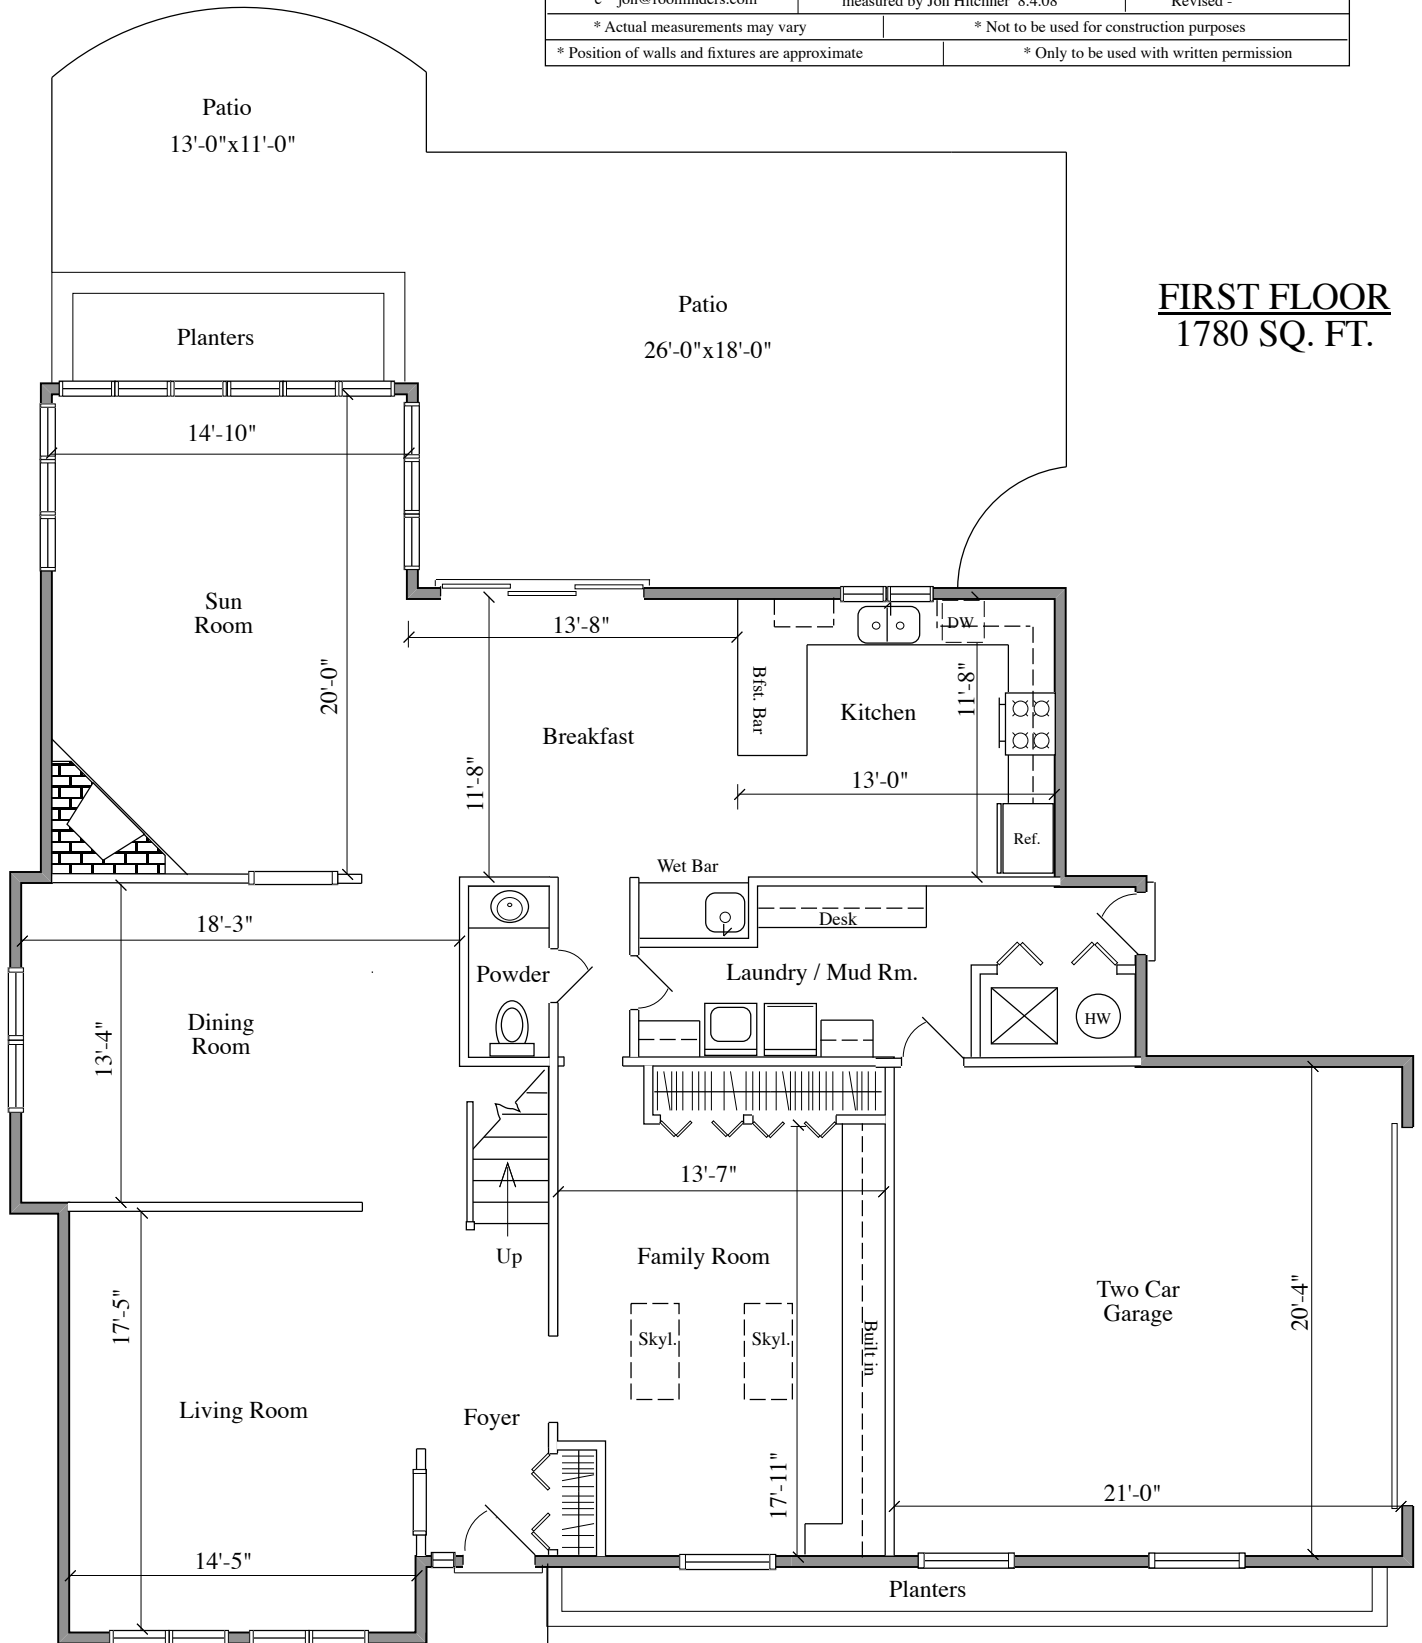 e - jon@roomfinders.com
measured by Jon Hitchner 8.4.08
Revised -
* Actual measurements may vary
* Not to be used for construction purposes
* Position of walls and fixtures are approximate
* Only to be used with written permission
Patio
13'-0"x11'-0"
FIRST FLOOR
1780 SQ. FT.
Patio
26'-0"x18'-0"
Planters
14'-10"
Sun
Room
20'-0"
13'-8"
11'-8"
Breakfast
Bfst. Bar
DW
Kitchen
11'-8"
13'-0"
Ref.
Wet Bar
Desk
18'-3"
Powder
Laundry / Mud Rm.
HW
Dining
Room
13'-4"
13'-7"
Up
Family Room
Skyl.
Skyl.
Built in
Two Car
Garage
20'-4"
17'-5"
Living Room
Foyer
17'-11"
21'-0"
14'-5"
Planters